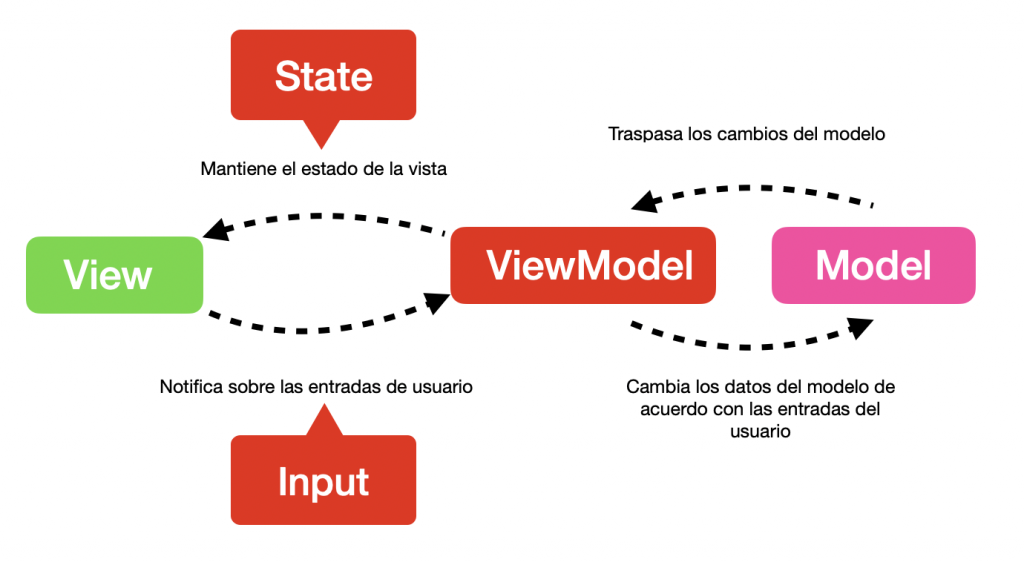 State
Traspasa los cambios del modelo
Mantiene el estado de la vista
View
ViewModel
Model
Notifica sobre las entradas de usuario
Cambia los datos del modelo de
acuerdo con las entradas del
usuario
Input